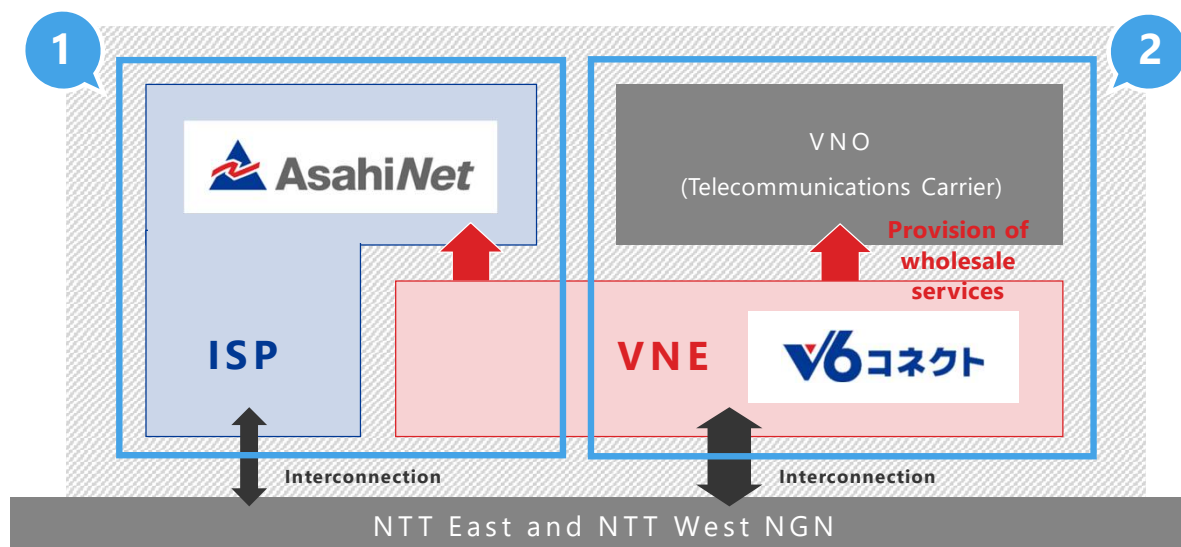 1
2
AsahiNet
VNO
(Telecommunications Carrier)
Provision of
wholesale
services
ISP
VNE
V6コネクト
Interconnection
Interconnection
NTT East and NTT West NGN